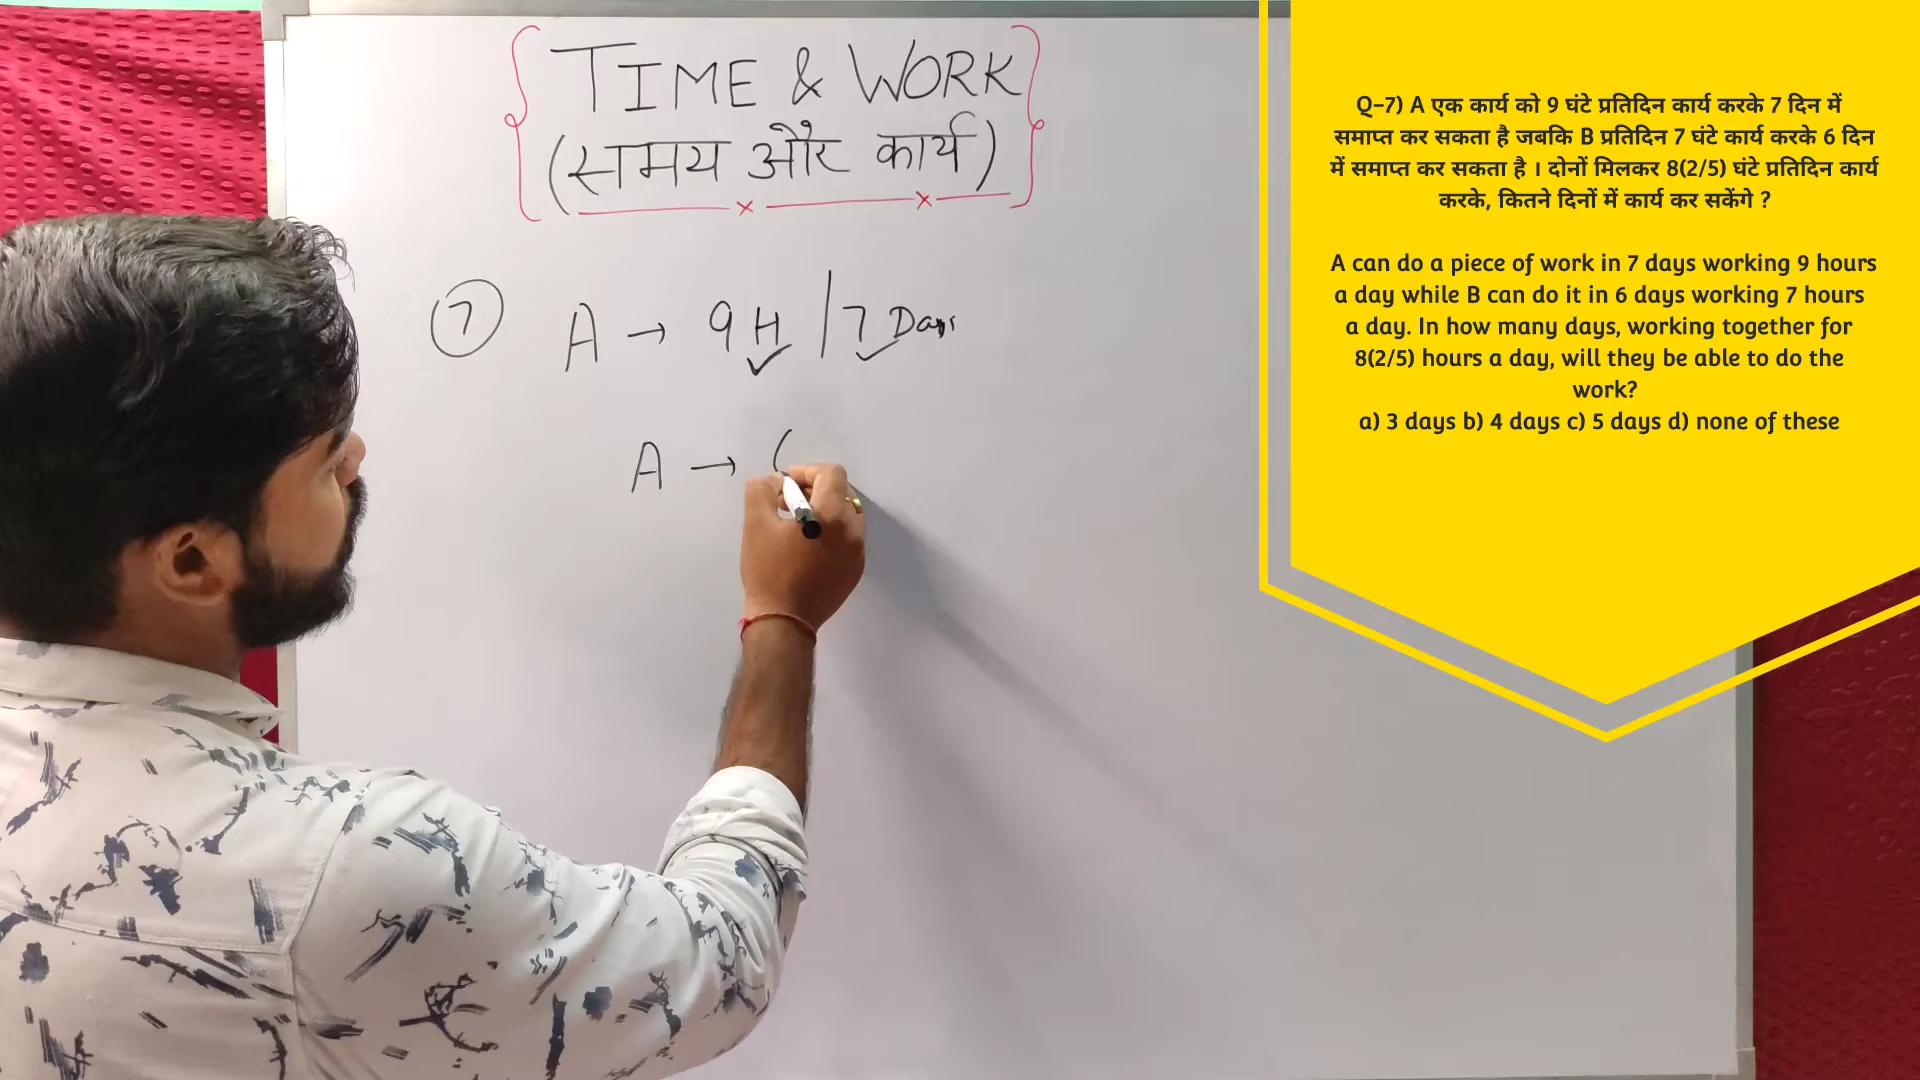 TIME & WORK
(समय और कार्य)
7 A → 9 H / 7 Days
A → (
Q-7) A एक कार्य को 9 घंटे प्रतिदिन कार्य करके 7 दिन में
समाप्त कर सकता है जबकि B प्रतिदिन 7 घंटे कार्य करके 6 दिन
में समाप्त कर सकता है । दोनों मिलकर 8(2/5) घंटे प्रतिदिन कार्य
करके, कितने दिनों में कार्य कर सकेंगे ?
A can do a piece of work in 7 days working 9 hours
a day while B can do it in 6 days working 7 hours
a day. In how many days, working together for
8(2/5) hours a day, will they be able to do the
work?
a) 3 days b) 4 days c) 5 days d) none of these